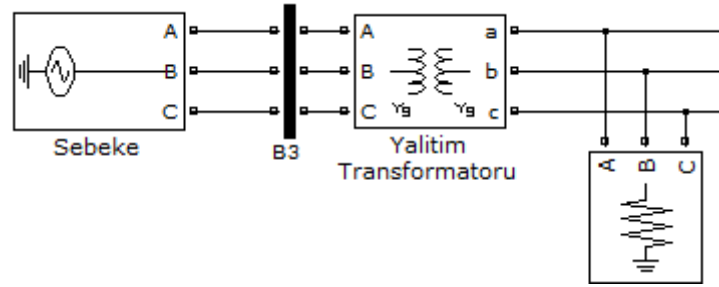 A A A a
B B B b
C C C c
Yg Yg
Sebeke
B3
Yalitim
Transformatoru
A B C